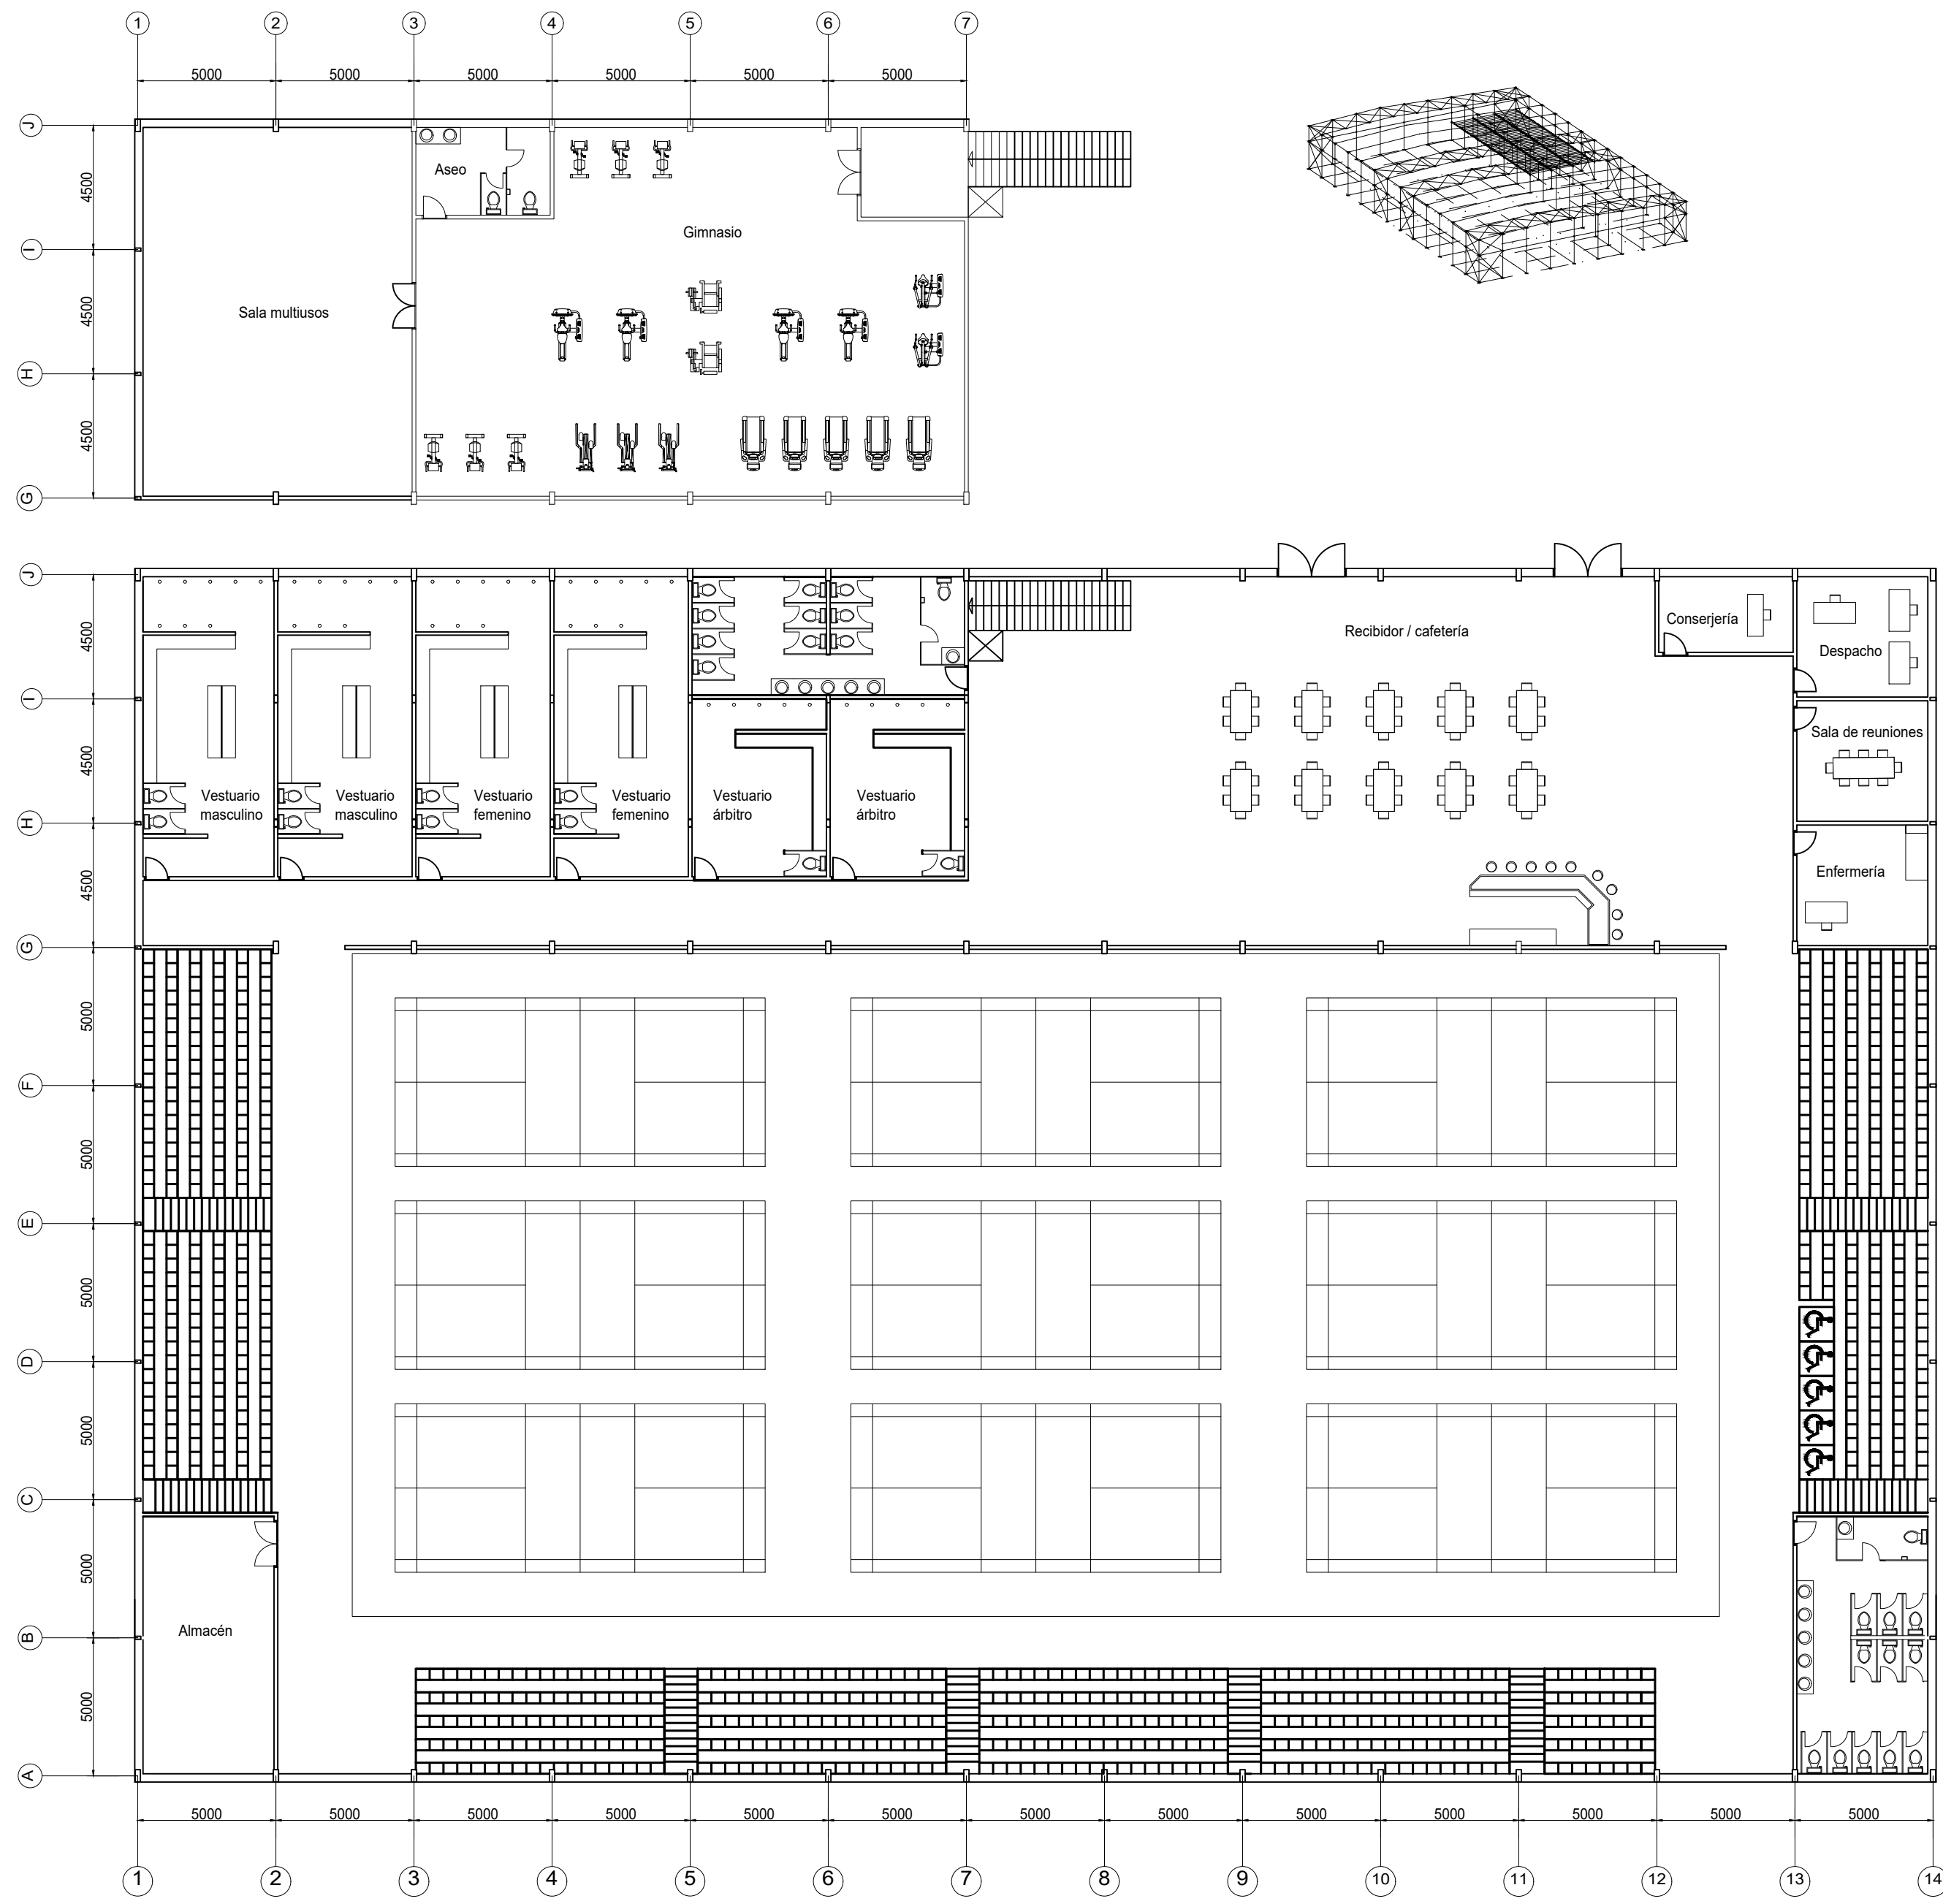 1 2 3 4 5 6 7
5000 5000 5000 5000 5000 5000
J
4500
Aseo
I
Gimnasio
4500
Sala multiusos
H
4500
G
J
4500
Conserjería
Recibidor / cafetería
Despacho
I
4500
Sala de reuniones
Vestuario
masculino
Vestuario
masculino
Vestuario
femenino
Vestuario
femenino
Vestuario
árbitro
Vestuario
árbitro
H
4500
Enfermería
G
5000
F
5000
E
5000
D
5000
C
5000
Almacén
B
5000
A
5000 5000 5000 5000 5000 5000 5000 5000 5000 5000 5000 5000 5000
1 2 3 4 5 6 7 8 9 10 11 12 13 14